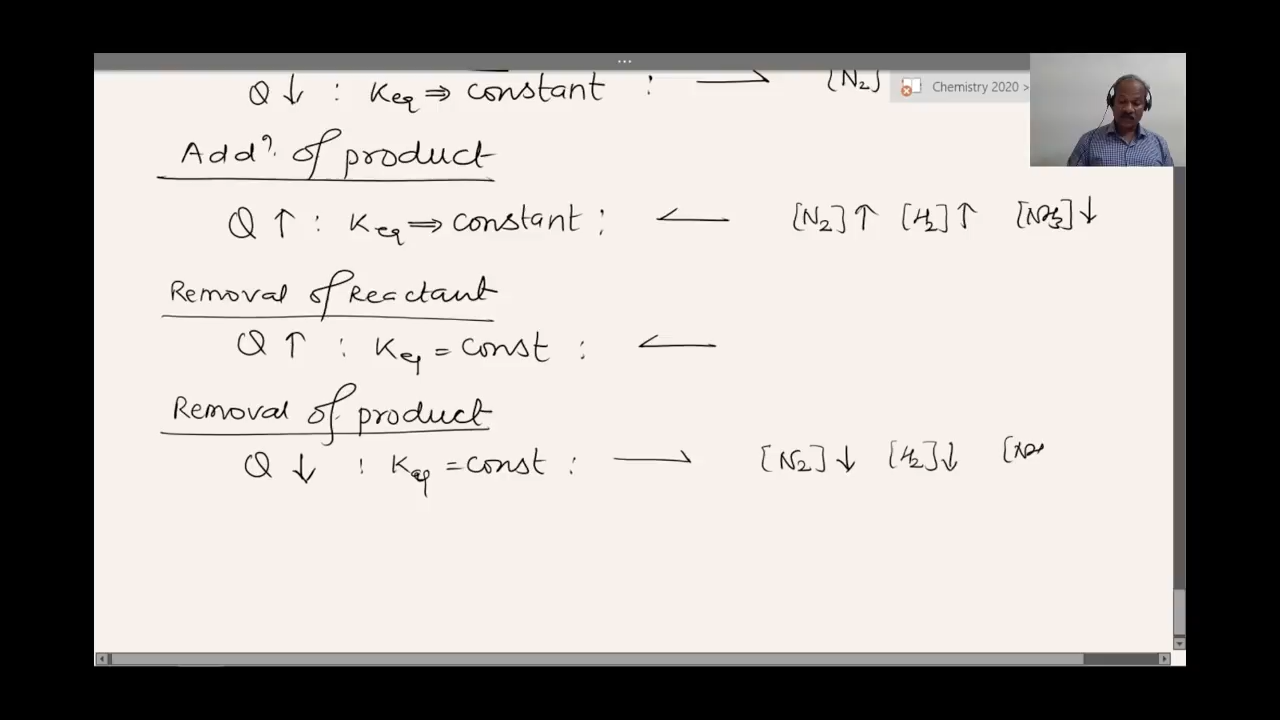 Q ↓ : Keq ⇒ constant : ⇀ [N2]
Chemistry 2020 >
Addn. of product
Q ↑ : Keq ⇒ constant : ↽ [N2]↑ [H2]↑ [NH3]↓
Removal of Reactant
Q ↑ : Keq = const : ↽
Removal of product
Q ↓ : Keq = const : ⇀ [N2]↓ [H2]↓